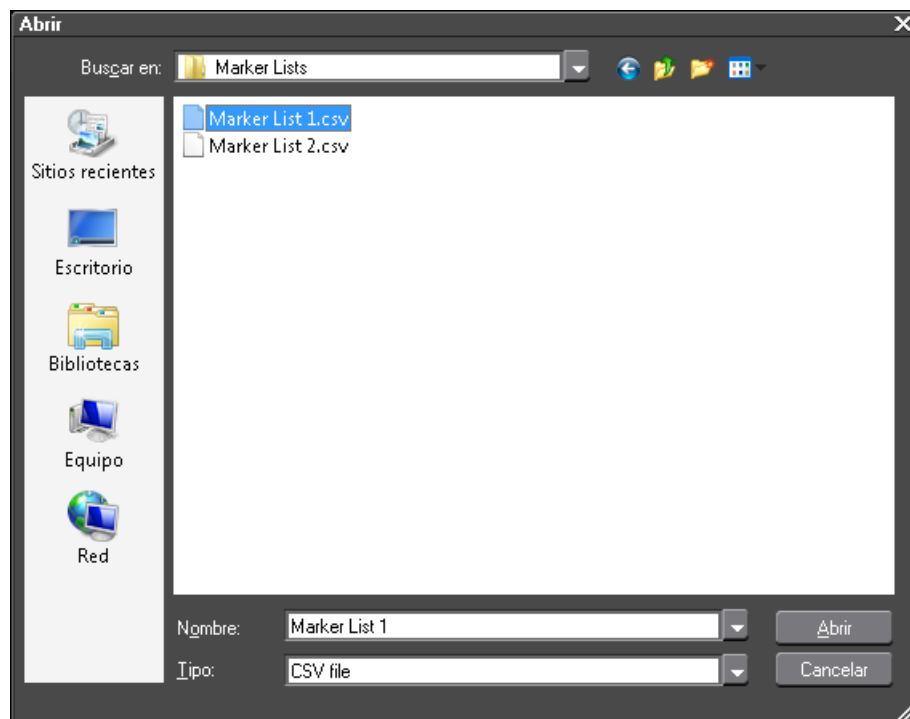 Abrir
Buscar en: Marker Lists
Marker List 1.csv
Marker List 2.csv
Sitios recientes
Escritorio
Bibliotecas
Equipo
Red
Nombre: Marker List 1 Abrir
Tipo: CSV file Cancelar